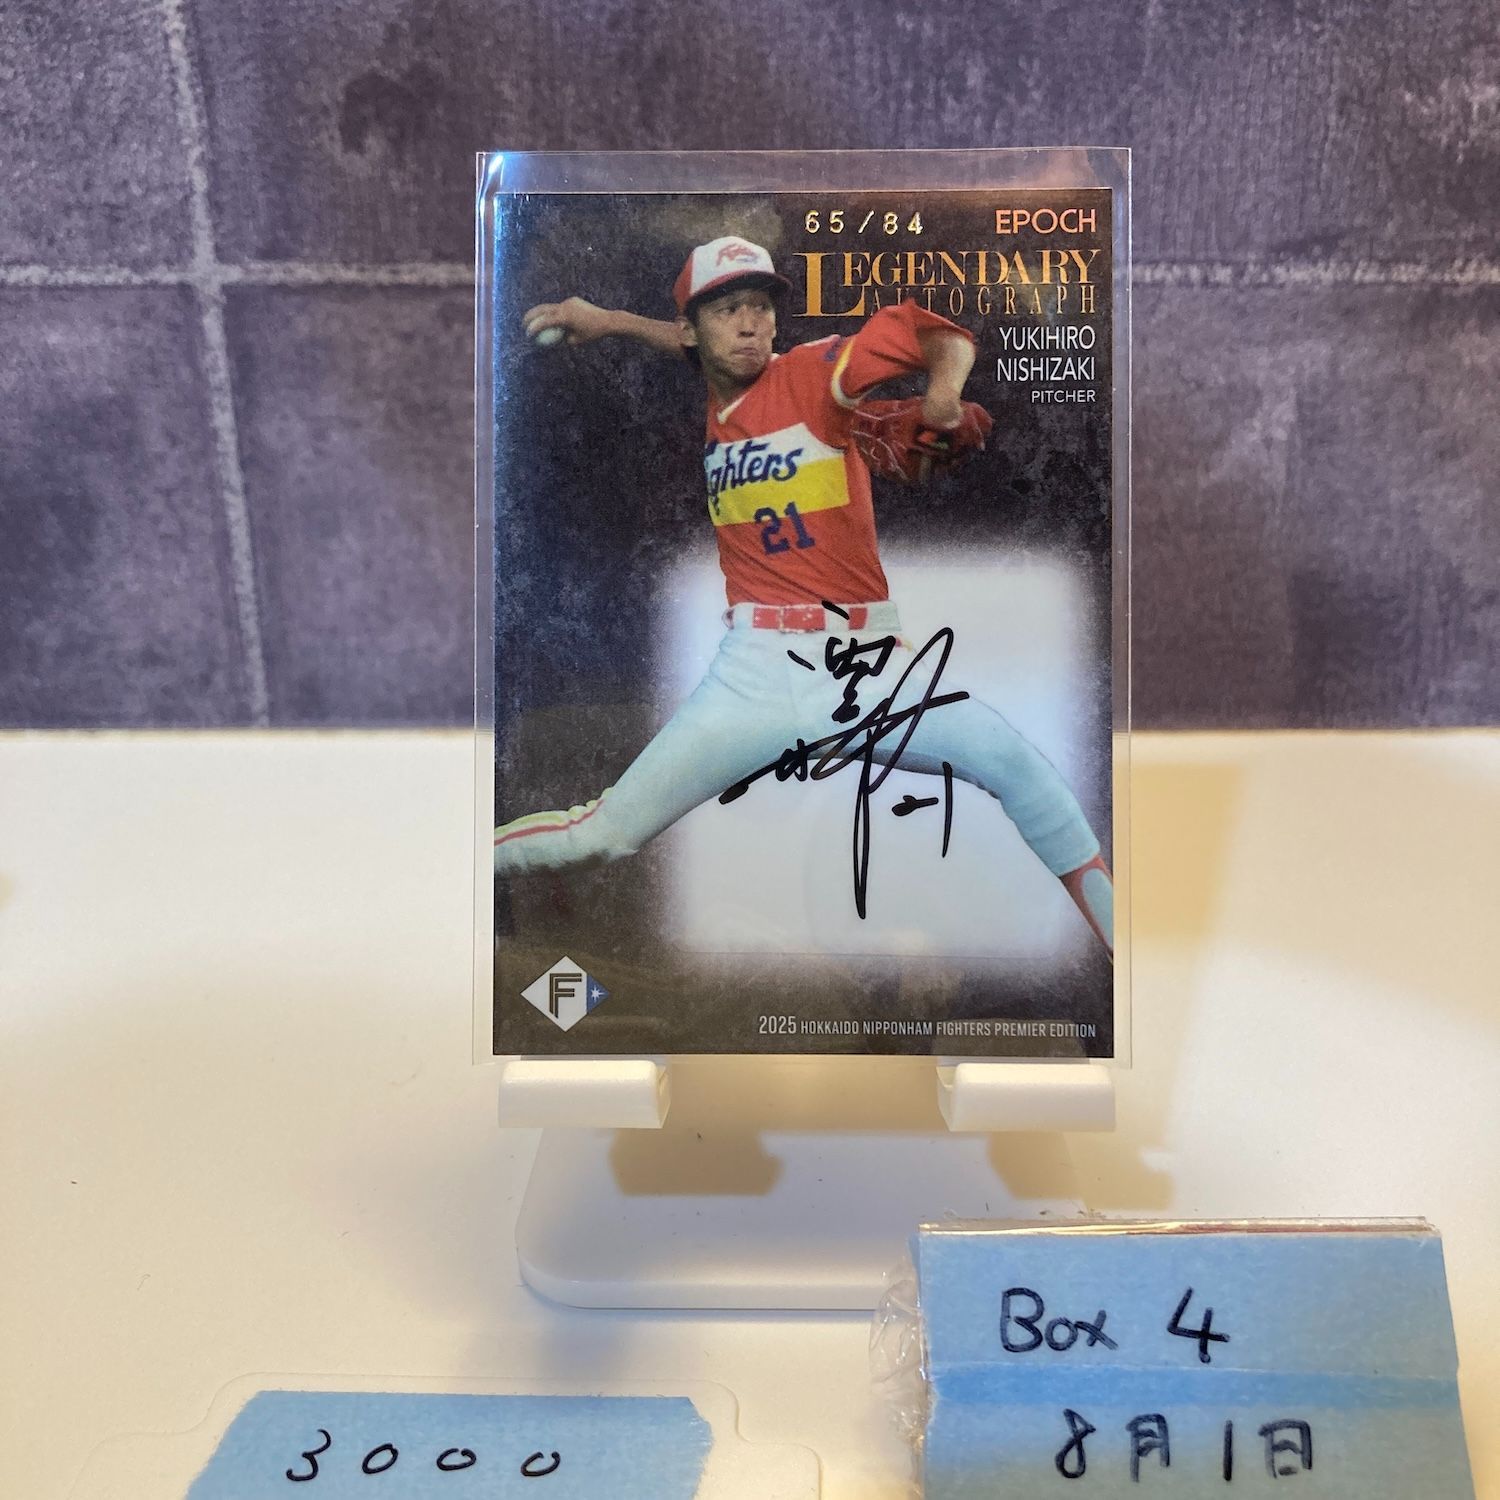 65/84 EPOCH
LEGENDARY
AUTOGRAPH
YUKIHIRO
NISHIZAKI
PITCHER
Fighters
21
21
F
2025 HOKKAIDO NIPPONHAM FIGHTERS PREMIER EDITION
Box 4
8月1日
3000